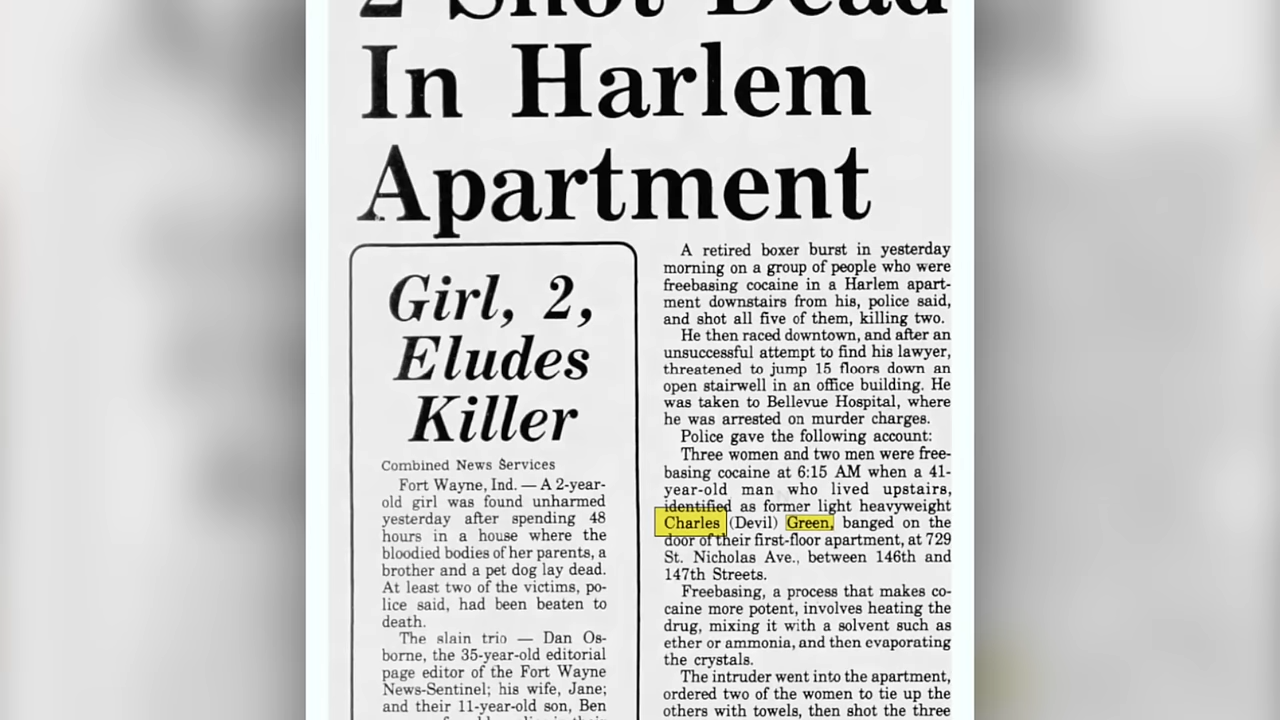 2 Shot Dead
In Harlem
Apartment
Girl, 2,
Eludes
Killer
Combined News Services
Fort Wayne, Ind. — A 2-year-
old girl was found unharmed
yesterday after spending 48
hours in a house where the
bloodied bodies of her parents, a
brother and a pet dog lay dead.
At least two of the victims, po-
lice said, had been beaten to
death.
The slain trio — Dan Os-
borne, the 35-year-old editorial
page editor of the Fort Wayne
News-Sentinel; his wife, Jane;
and their 11-year-old son, Ben
A retired boxer burst in yesterday
morning on a group of people who were
freebasing cocaine in a Harlem apart-
ment downstairs from his, police said,
and shot all five of them, killing two.
He then raced downtown, and after an
unsuccessful attempt to find his lawyer,
threatened to jump 15 floors down an
open stairwell in an office building. He
was taken to Bellevue Hospital, where
he was arrested on murder charges.
Police gave the following account:
Three women and two men were free-
basing cocaine at 6:15 AM when a 41-
year-old man who lived upstairs,
identified as former light heavyweight
Charles (Devil) Green, banged on the
door of their first-floor apartment, at 729
St. Nicholas Ave., between 146th and
147th Streets.
Freebasing, a process that makes co-
caine more potent, involves heating the
drug, mixing it with a solvent such as
ether or ammonia, and then evaporating
the crystals.
The intruder went into the apartment,
ordered two of the women to tie up the
others with towels, then shot the three